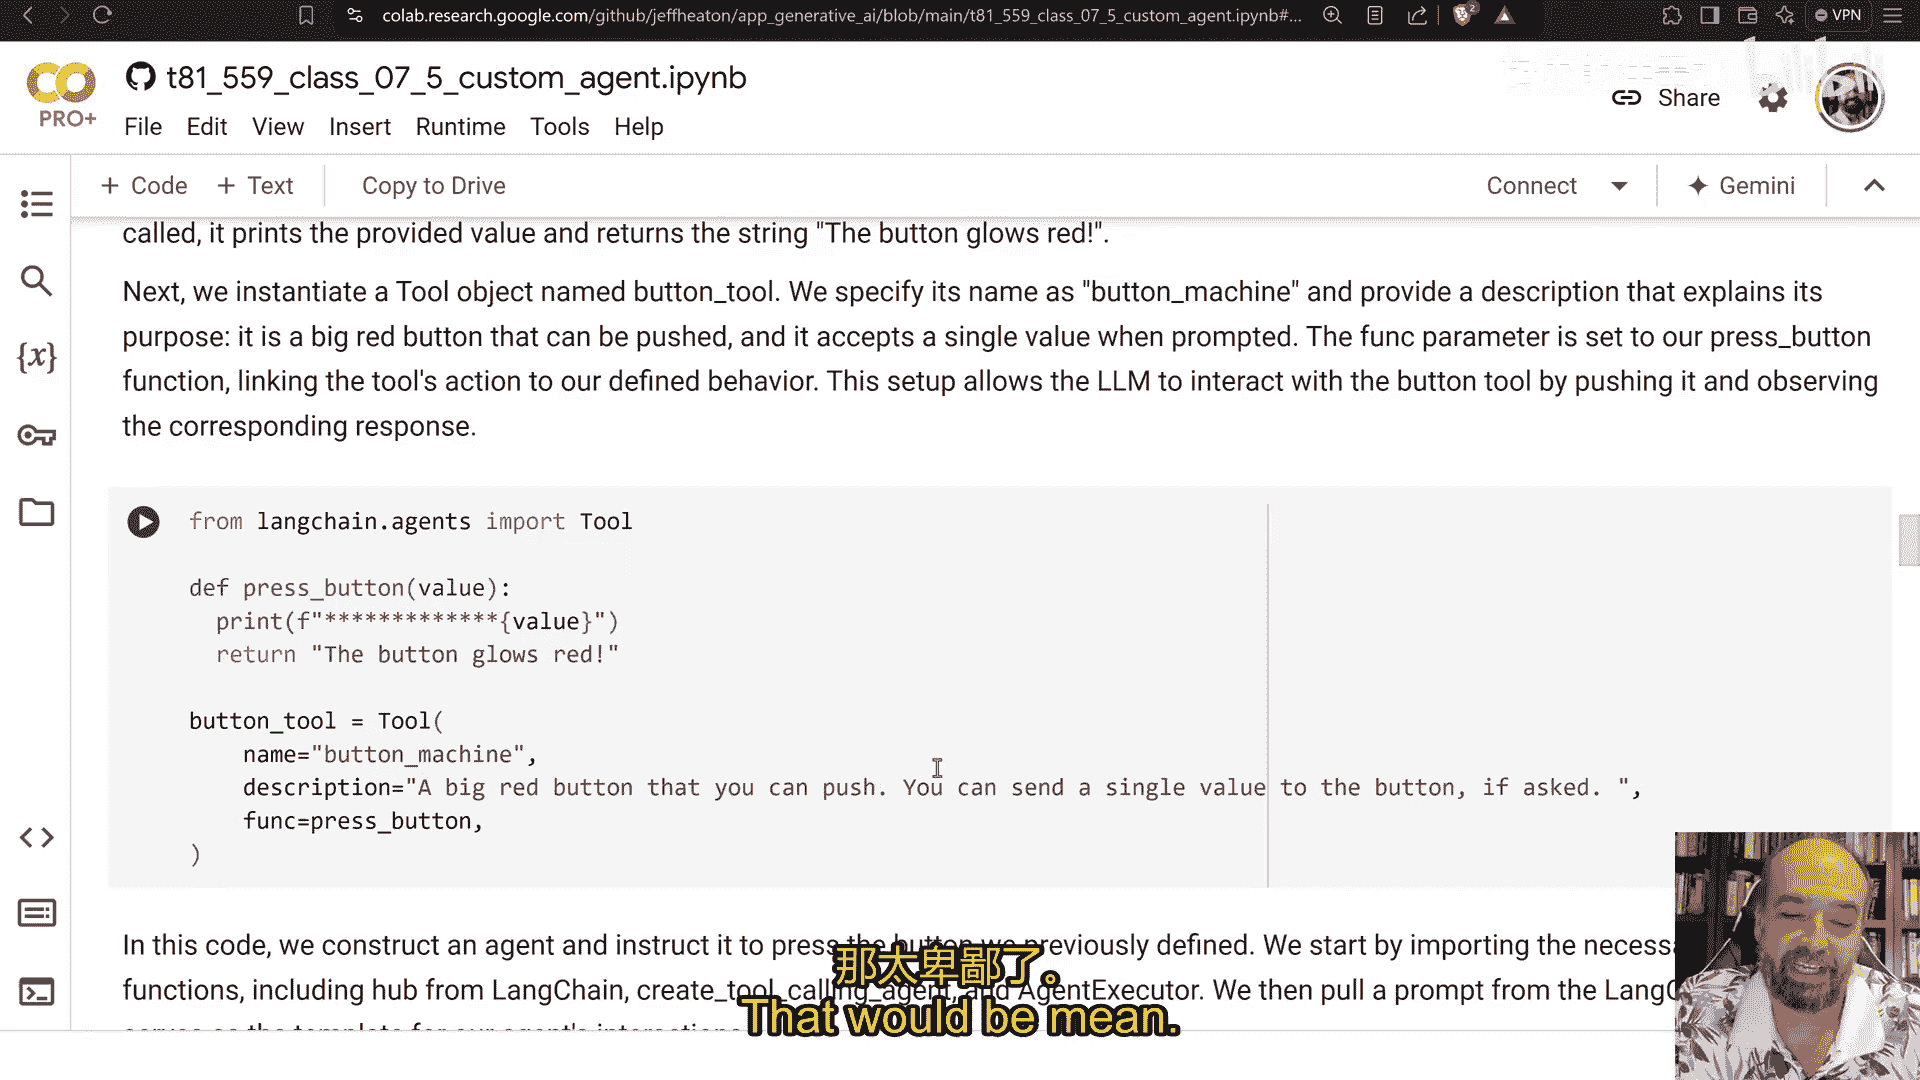 colab.research.google.com/github/jeffheaton/app_generative_ai/blob/main/t81_559_class_07_5_custom_agent.ipynb#...
2
VPN
CO
PRO+
t81_559_class_07_5_custom_agent.ipynb
File Edit View Insert Runtime Tools Help
Share
+ Code + Text Copy to Drive
Connect
Gemini
called, it prints the provided value and returns the string "The button glows red!".
Next, we instantiate a Tool object named button_tool. We specify its name as "button_machine" and provide a description that explains its
purpose: it is a big red button that can be pushed, and it accepts a single value when prompted. The func parameter is set to our press_button
function, linking the tool's action to our defined behavior. This setup allows the LLM to interact with the button tool by pushing it and observing
the corresponding response.
{x}
from langchain.agents import Tool
def press_button(value):
print(f"*************{value}")
return "The button glows red!"
button_tool = Tool(
name="button_machine",
description="A big red button that you can push. You can send a single value to the button, if asked. ",
func=press_button,
)
In this code, we construct an agent and instruct it to press the button we previously defined. We start by importing the
functions, including hub from LangChain, create_tool_calling_agent, and AgentExecutor. We then pull a prompt from the
那太卑鄙了。
That would be mean.